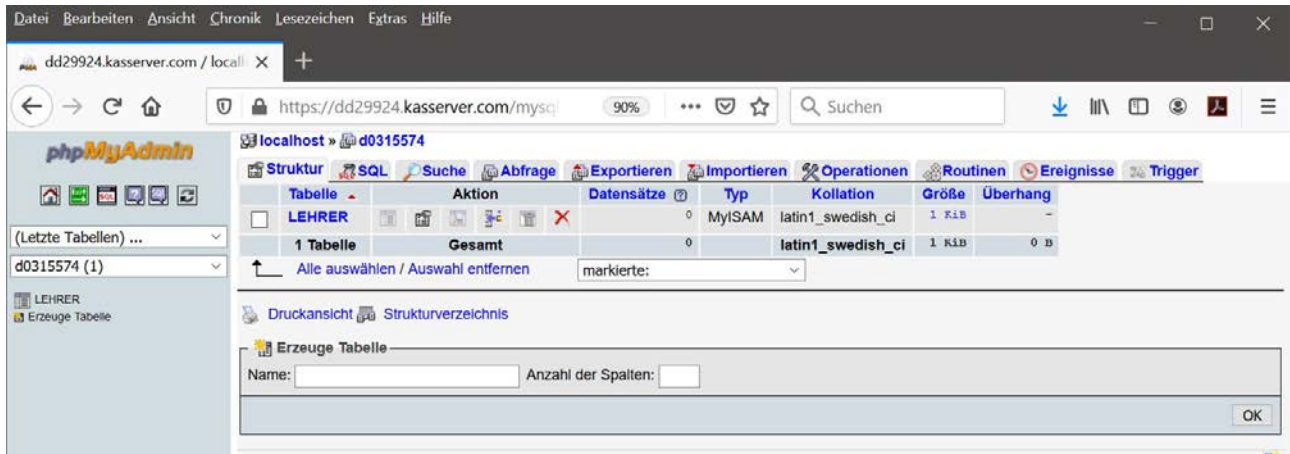 Datei Bearbeiten Ansicht Chronik Lesezeichen Extras Hilfe
dd29924.kasserver.com / locall
https://dd29924.kasserver.com/mysq 90% Suchen
phpMyAdmin
localhost » d0315574
Struktur SQL Suche Abfrage Exportieren Importieren Operationen Routinen Ereignisse Trigger
Tabelle Aktion Datensätze Typ Kollation Größe Überhang
LEHRER 0 MyISAM latin1_swedish_ci 1 KiB -
1 Tabelle Gesamt 0 latin1_swedish_ci 1 KiB 0 B
Alle auswählen / Auswahl entfernen markierte:
(Letzte Tabellen) ...
d0315574 (1)
LEHRER
Erzeuge Tabelle
Druckansicht Strukturverzeichnis
Erzeuge Tabelle
Name: Anzahl der Spalten:
OK